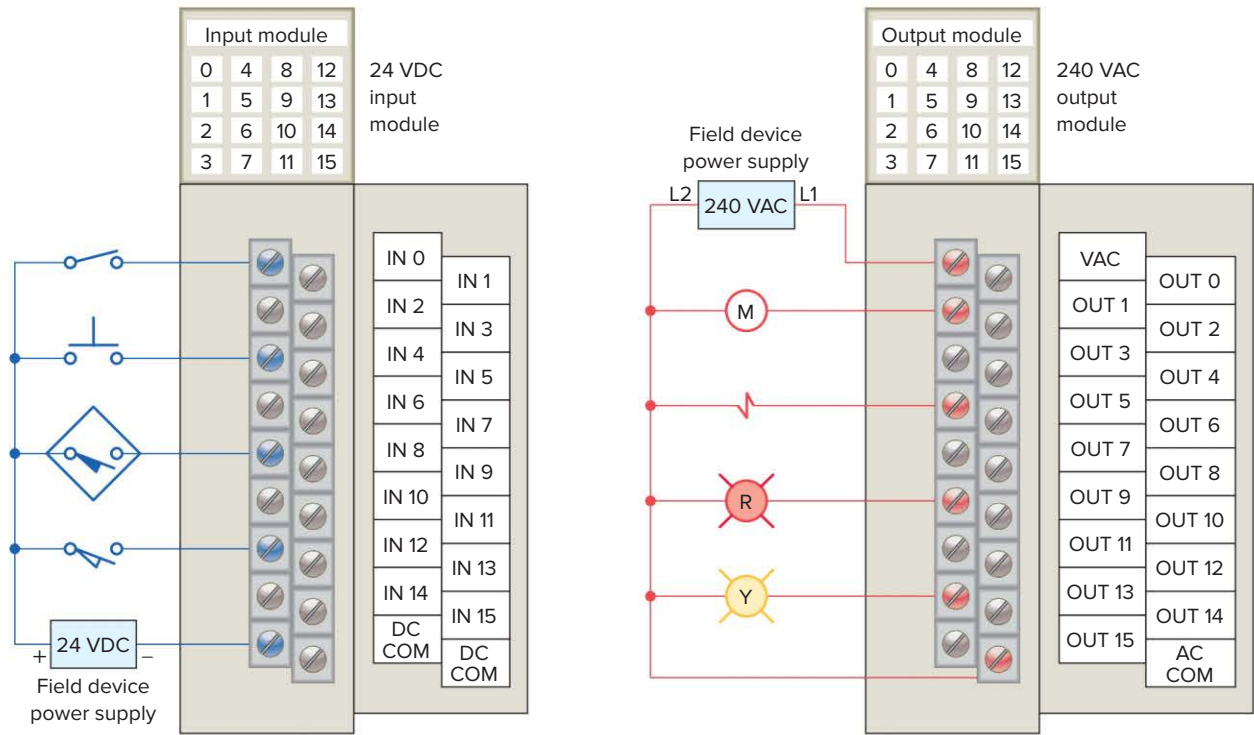 Input module
0 4 8 12
1 5 9 13
2 6 10 14
3 7 11 15
24 VDC
input
module
IN 0
IN 1
IN 2
IN 3
IN 4
IN 5
IN 6
IN 7
IN 8
IN 9
IN 10
IN 11
IN 12
IN 13
IN 14
IN 15
DC
COM
DC
COM
+ 24 VDC −
Field device
power supply
Output module
0 4 8 12
1 5 9 13
2 6 10 14
3 7 11 15
240 VAC
output
module
Field device
power supply
L2 240 VAC L1
M
R
Y
VAC
OUT 0
OUT 1
OUT 2
OUT 3
OUT 4
OUT 5
OUT 6
OUT 7
OUT 8
OUT 9
OUT 10
OUT 11
OUT 12
OUT 13
OUT 14
OUT 15
AC
COM